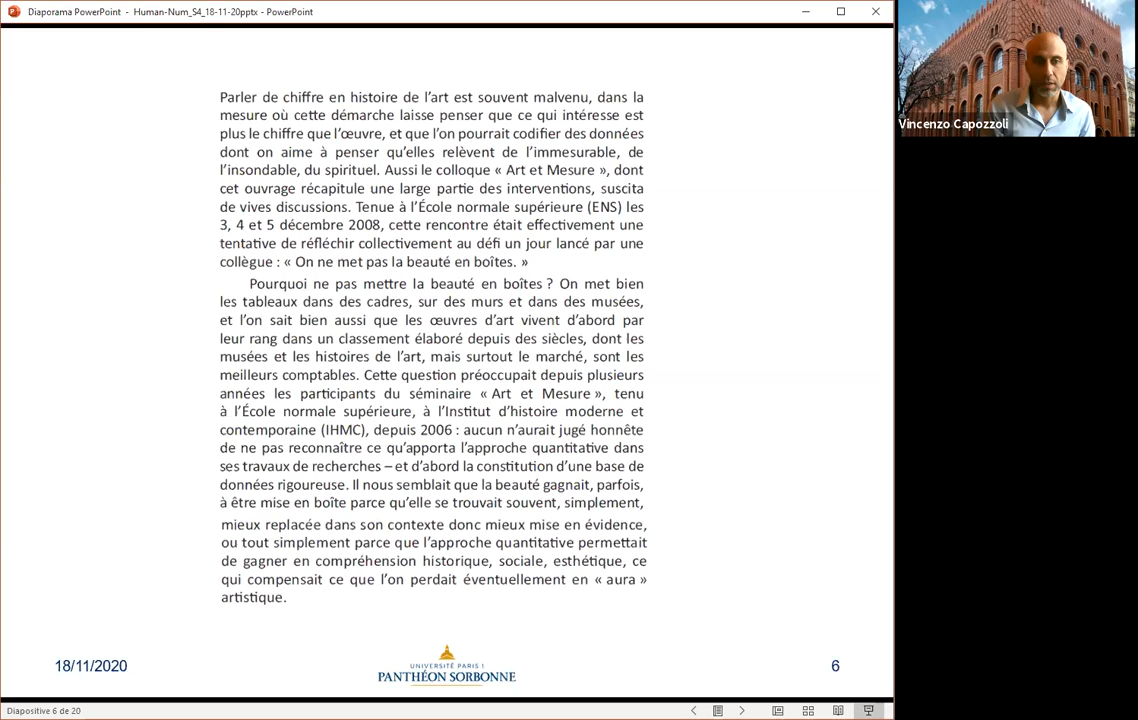 Diaporama PowerPoint - Human-Num_S4_18-11-20pptx - PowerPoint
Vincenzo Capozzoli
Parler de chiffre en histoire de l’art est souvent malvenu, dans la
mesure où cette démarche laisse penser que ce qui intéresse est
plus le chiffre que l’œuvre, et que l’on pourrait codifier des données
dont on aime à penser qu’elles relèvent de l’immesurable, de
l’insondable, du spirituel. Aussi le colloque « Art et Mesure », dont
cet ouvrage récapitule une large partie des interventions, suscita
de vives discussions. Tenue à l’École normale supérieure (ENS) les
3, 4 et 5 décembre 2008, cette rencontre était effectivement une
tentative de réfléchir collectivement au défi un jour lancé par une
collègue : « On ne met pas la beauté en boîtes. »
Pourquoi ne pas mettre la beauté en boîtes ? On met bien
les tableaux dans des cadres, sur des murs et dans des musées,
et l’on sait bien aussi que les œuvres d’art vivent d’abord par
leur rang dans un classement élaboré depuis des siècles, dont les
musées et les histoires de l’art, mais surtout le marché, sont les
meilleurs comptables. Cette question préoccupait depuis plusieurs
années les participants du séminaire « Art et Mesure », tenu
à l’École normale supérieure, à l’Institut d’histoire moderne et
contemporaine (IHMC), depuis 2006 : aucun n’aurait jugé honnête
de ne pas reconnaître ce qu’apporta l’approche quantitative dans
ses travaux de recherches – et d’abord la constitution d’une base de
données rigoureuse. Il nous semblait que la beauté gagnait, parfois,
à être mise en boîte parce qu’elle se trouvait souvent, simplement,
mieux replacée dans son contexte donc mieux mise en évidence,
ou tout simplement parce que l’approche quantitative permettait
de gagner en compréhension historique, sociale, esthétique, ce
qui compensait ce que l’on perdait éventuellement en « aura »
artistique.
18/11/2020
UNIVERSITÉ PARIS 1
PANTHÉON SORBONNE
6
Diapositive 6 de 20